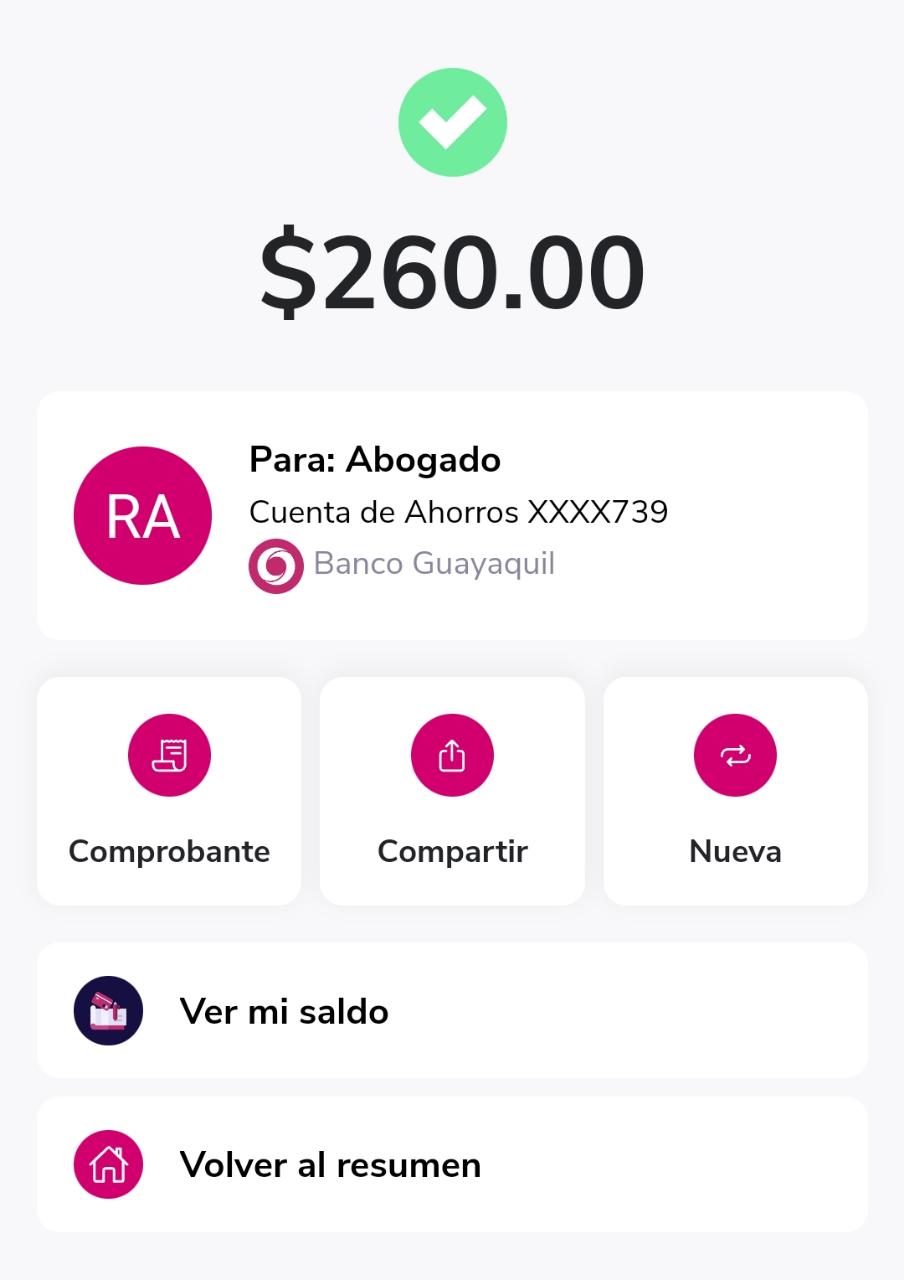 $260.00
Para: Abogado
RA
Cuenta de Ahorros XXXX739
Banco Guayaquil
Comprobante
Compartir
Nueva
Ver mi saldo
Volver al resumen